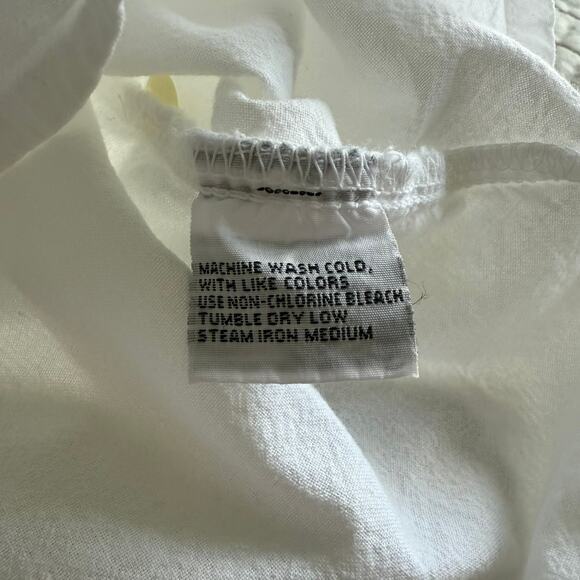 MACHINE WASH COLD,
WITH LIKE COLORS
USE NON-CHLORINE BLEACH
TUMBLE DRY LOW
STEAM IRON MEDIUM